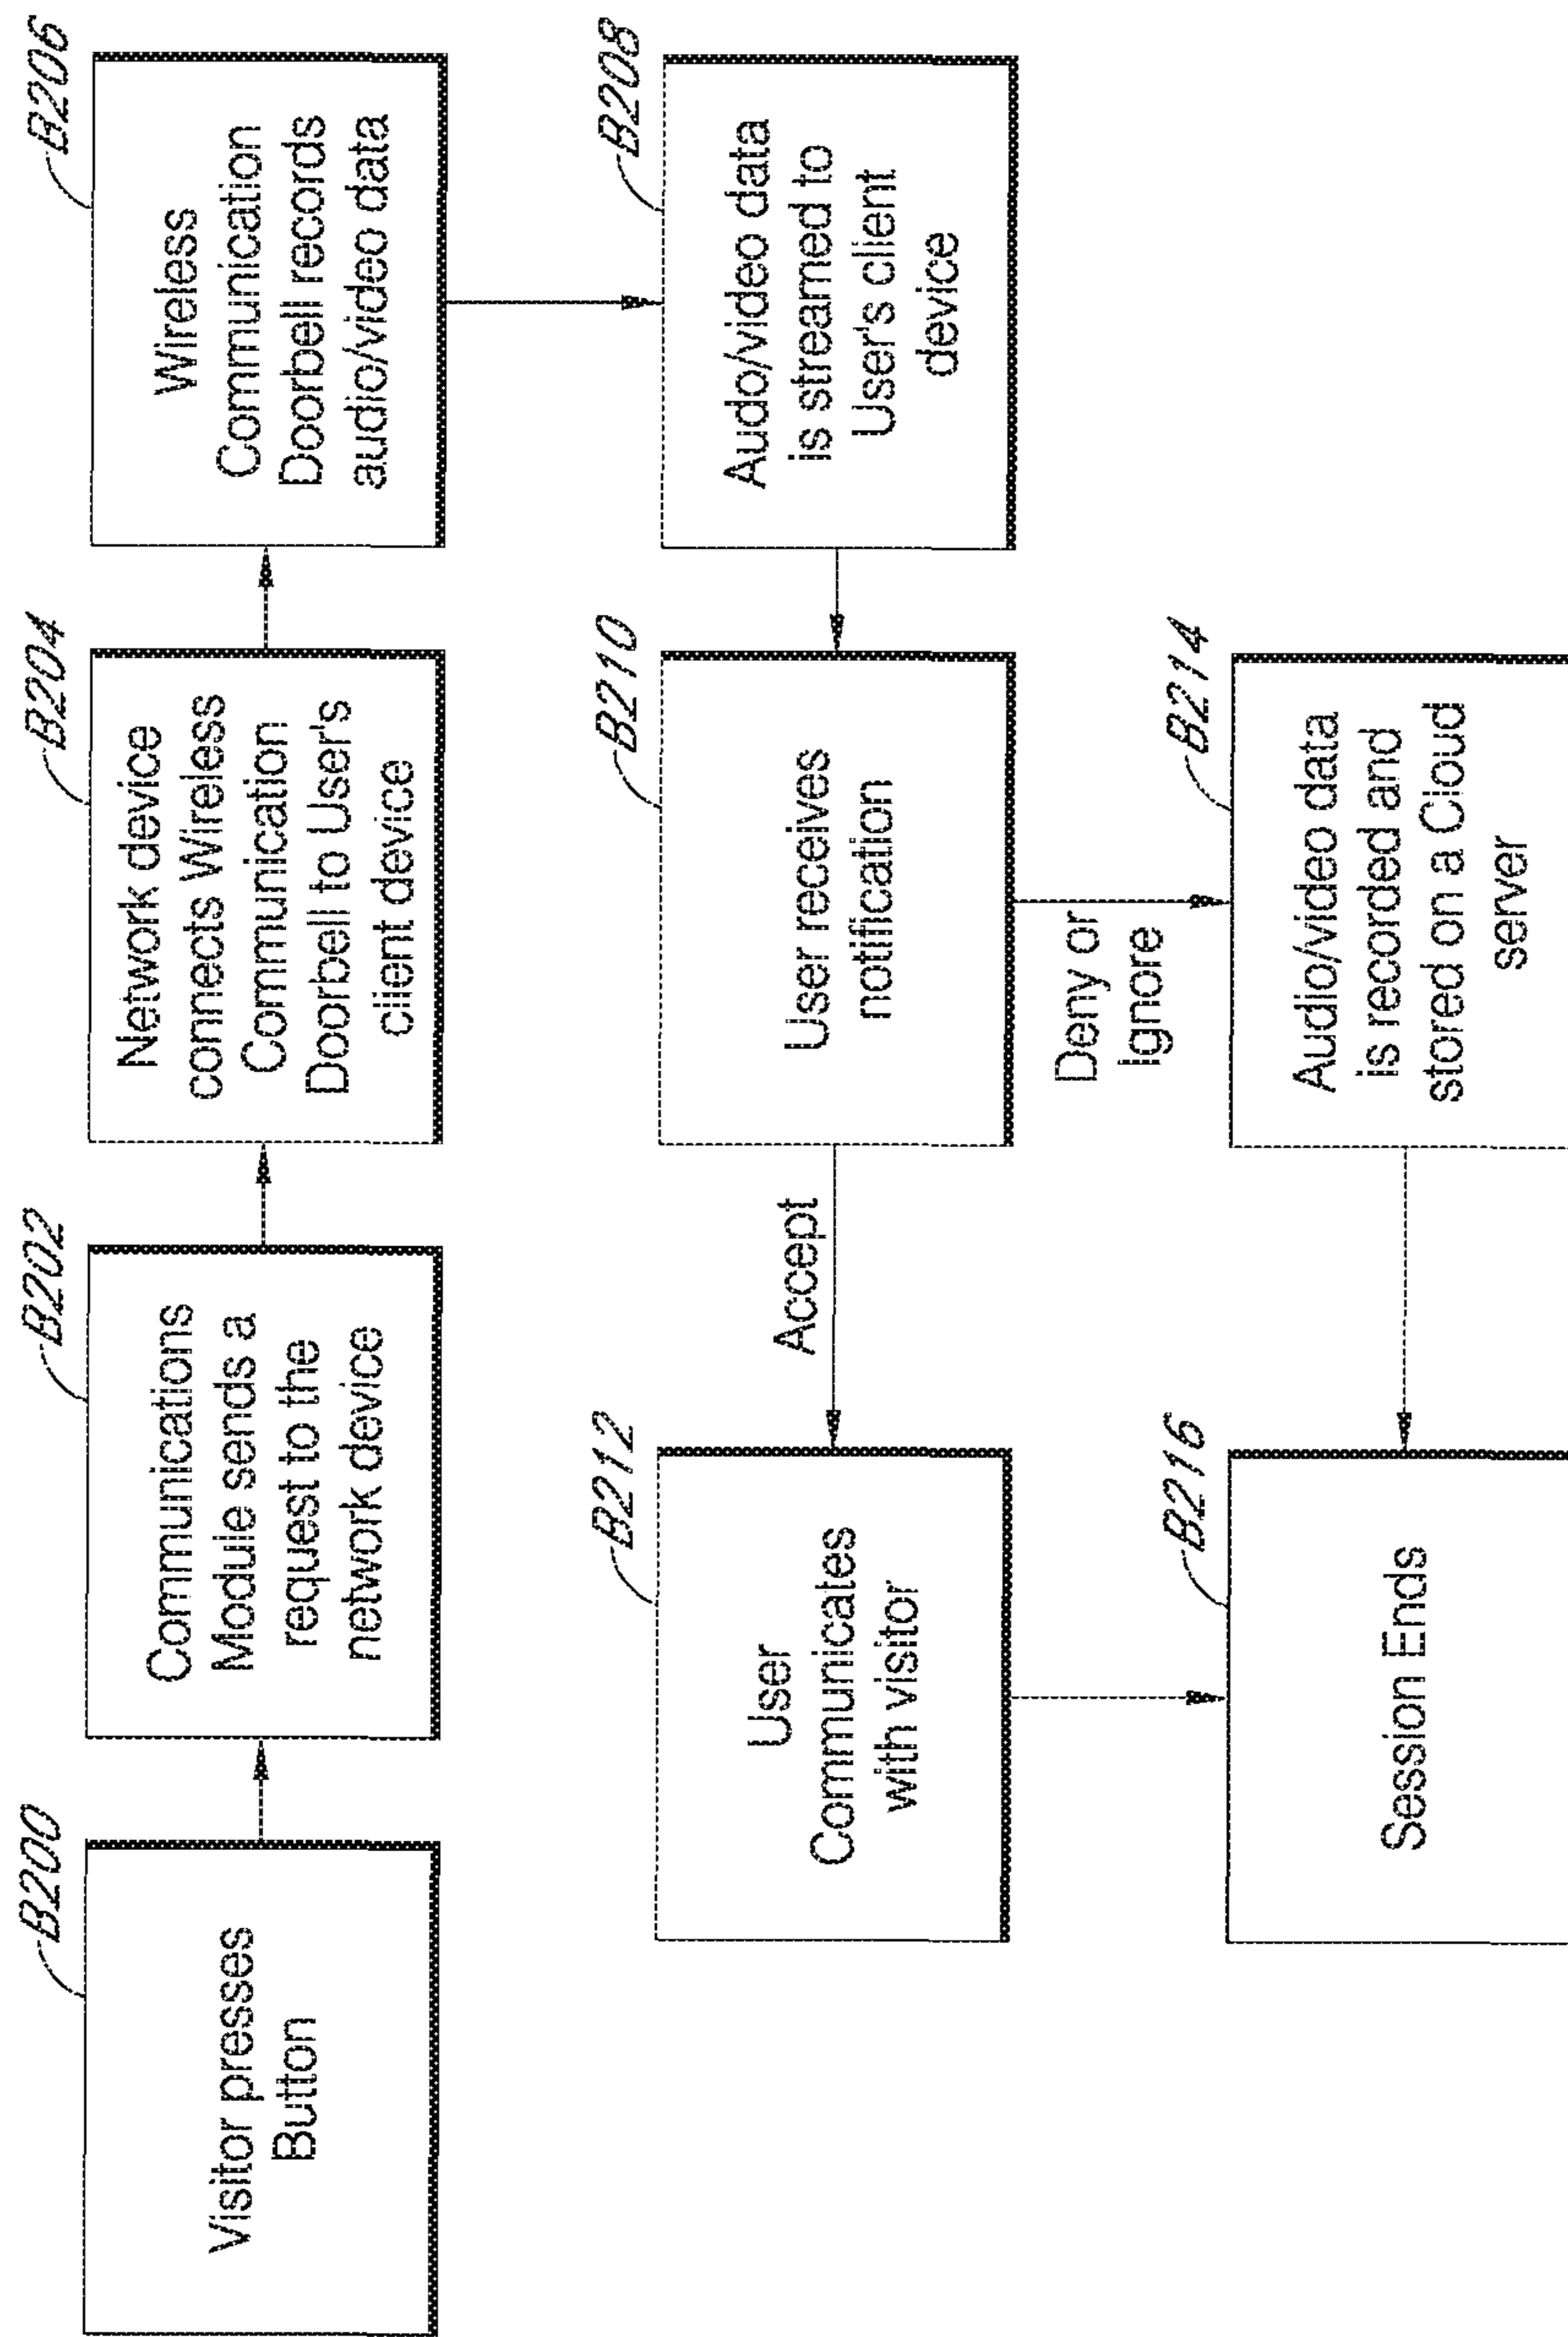 B200
Visitor presses
Button
B202
Communications
Module sends a
request to the
network device
B204
Network device
connects Wireless
Communication
Doorbell to User's
client device
B206
Wireless
Communication
Doorbell records
audio/video data
B208
Audo/video data
is streamed to
User's client
device
B210
User receives
notification
Accept
Deny or
ignore
B212
User
Communicates
with visitor
B214
Audio/video data
is recorded and
stored on a Cloud
server
B216
Session Ends